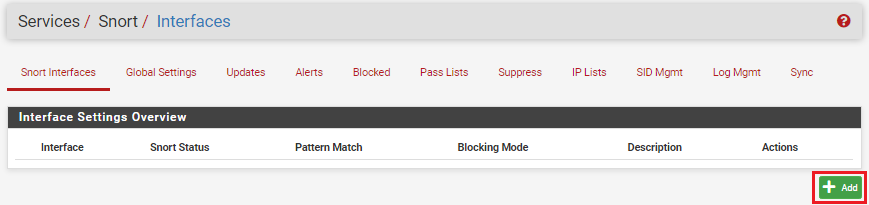 Services / Snort / Interfaces
Snort Interfaces Global Settings Updates Alerts Blocked Pass Lists Suppress IP Lists SID Mgmt Log Mgmt Sync
Interface Settings Overview
Interface Snort Status Pattern Match Blocking Mode Description Actions
Add